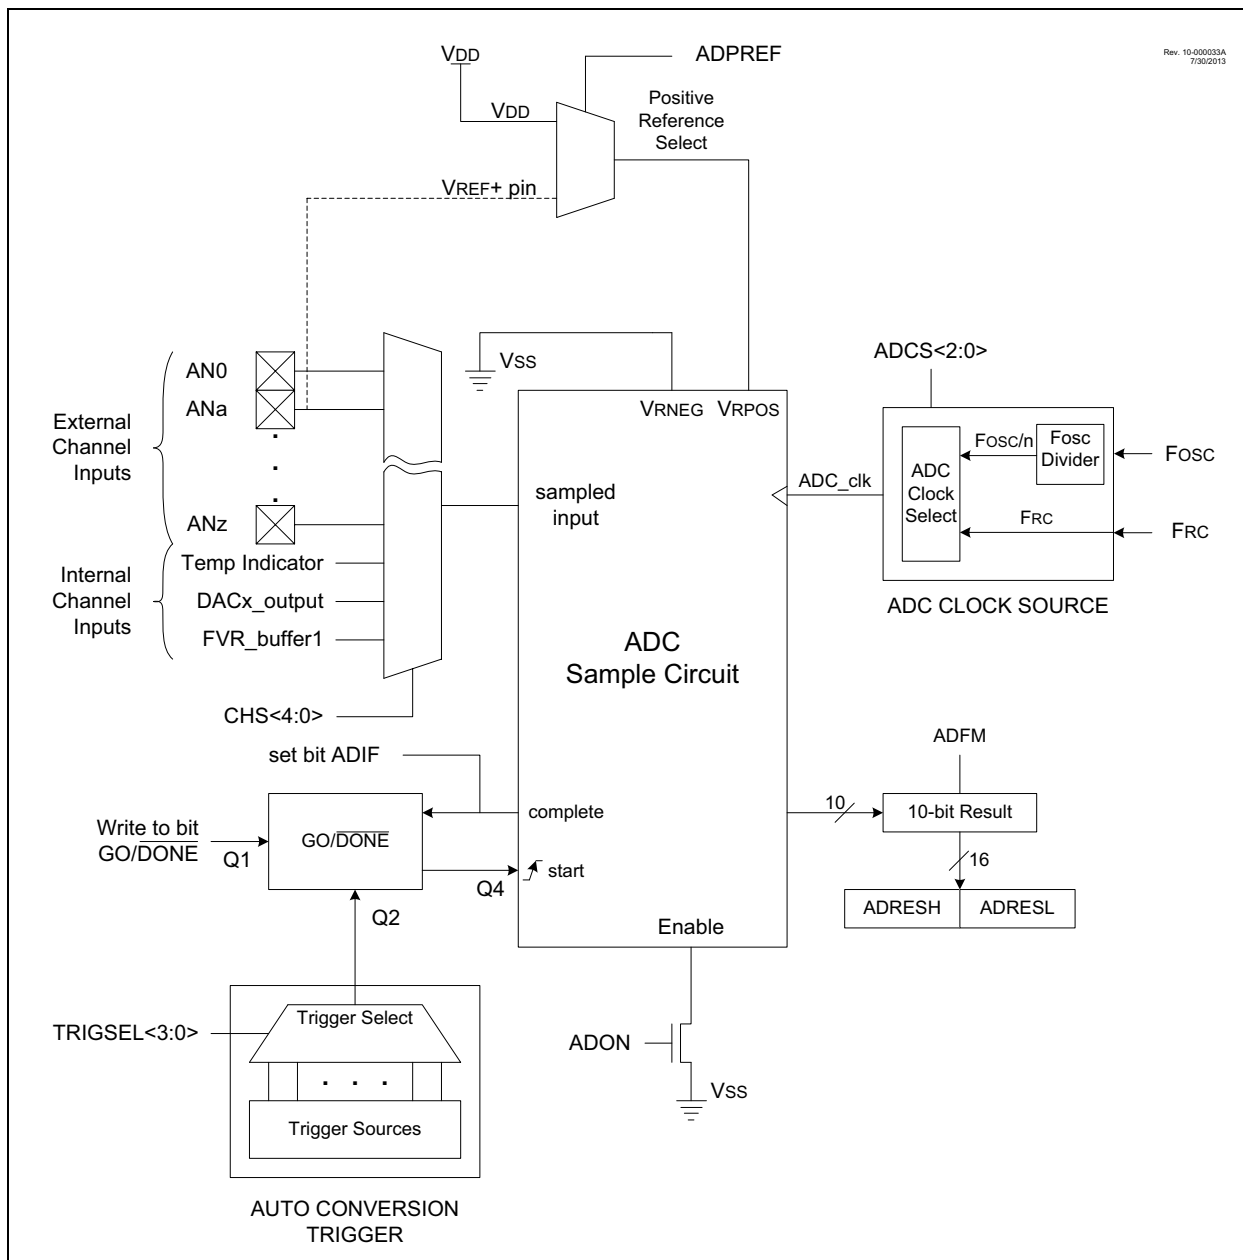 Rev. 10-000033A
7/30/2013
VDD
ADPREF
VDD
Positive
Reference
Select
VREF+ pin
VSS
ADCS<2:0>
AN0
ANa
External
Channel
Inputs
VRNEG VRPOS
FOSC/n
Fosc
Divider
FOSC
ADC
Clock
Select
ADC_clk
sampled
input
ANz
FRC
FRC
Temp Indicator
Internal
Channel
Inputs
DACx_output
FVR_buffer1
ADC CLOCK SOURCE
ADC
Sample Circuit
CHS<4:0>
set bit ADIF
ADFM
complete
10
10-bit Result
Write to bit
GO/DONE
Q1
GO/DONE
start
Q4
16
Q2
ADRESH
ADRESL
Enable
TRIGSEL<3:0>
Trigger Select
ADON
VSS
. . .
Trigger Sources
AUTO CONVERSION
TRIGGER